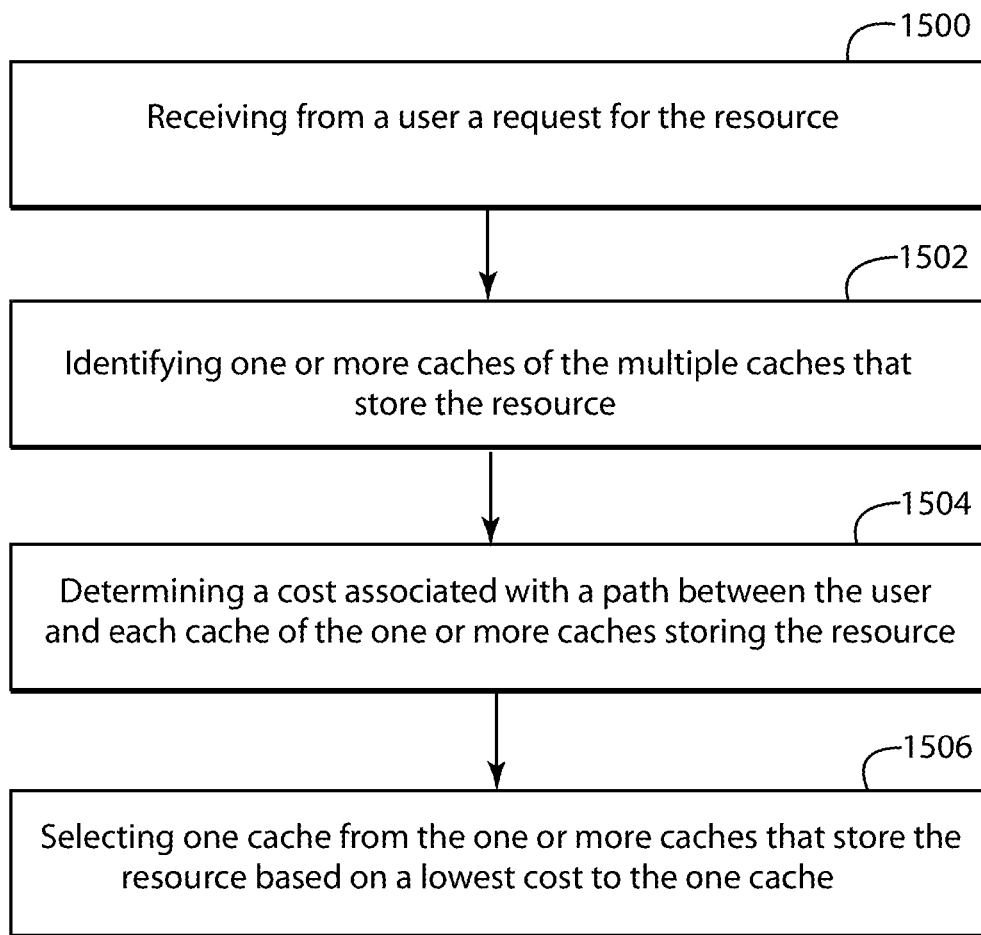 1500
Receiving from a user a request for the resource
1502
Identifying one or more caches of the multiple caches that
store the resource
1504
Determining a cost associated with a path between the user
and each cache of the one or more caches storing the resource
1506
Selecting one cache from the one or more caches that store the
resource based on a lowest cost to the one cache